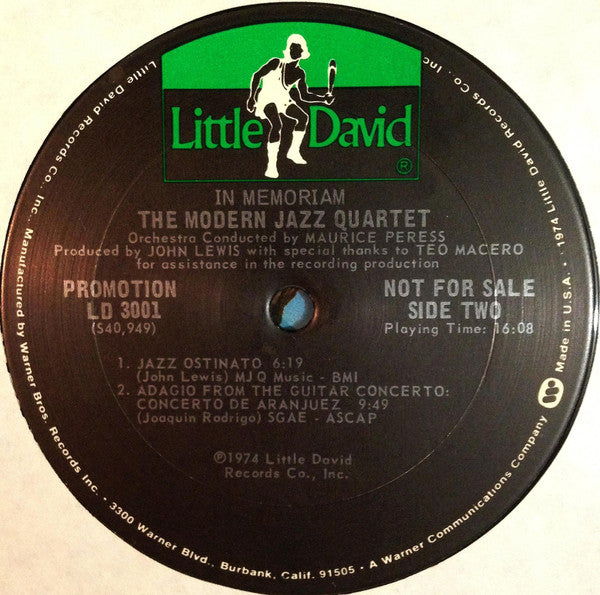 Little David
®
IN MEMORIAM
THE MODERN JAZZ QUARTET
Orchestra Conducted by MAURICE PERESS
Produced by JOHN LEWIS with special thanks to TEO MACERO
for assistance in the recording production
PROMOTION
LD 3001
(S40,949)
NOT FOR SALE
SIDE TWO
Playing Time: 16:08
1. JAZZ OSTINATO 6:19
(John Lewis) MJQ Music - BMI
2. ADAGIO FROM THE GUITAR CONCERTO:
CONCERTO DE ARANJUEZ 9:49
(Joaquin Rodrigo) SGAE - ASCAP
℗1974 Little David
Records Co., Inc.
Little David Records Co., Inc., Manufactured by Warner Bros. Records Inc. - 3300 Warner Blvd., Burbank, Calif. 91505 - A Warner Communications Company Made in U.S.A. • 1974 Little David Records Co., Inc.